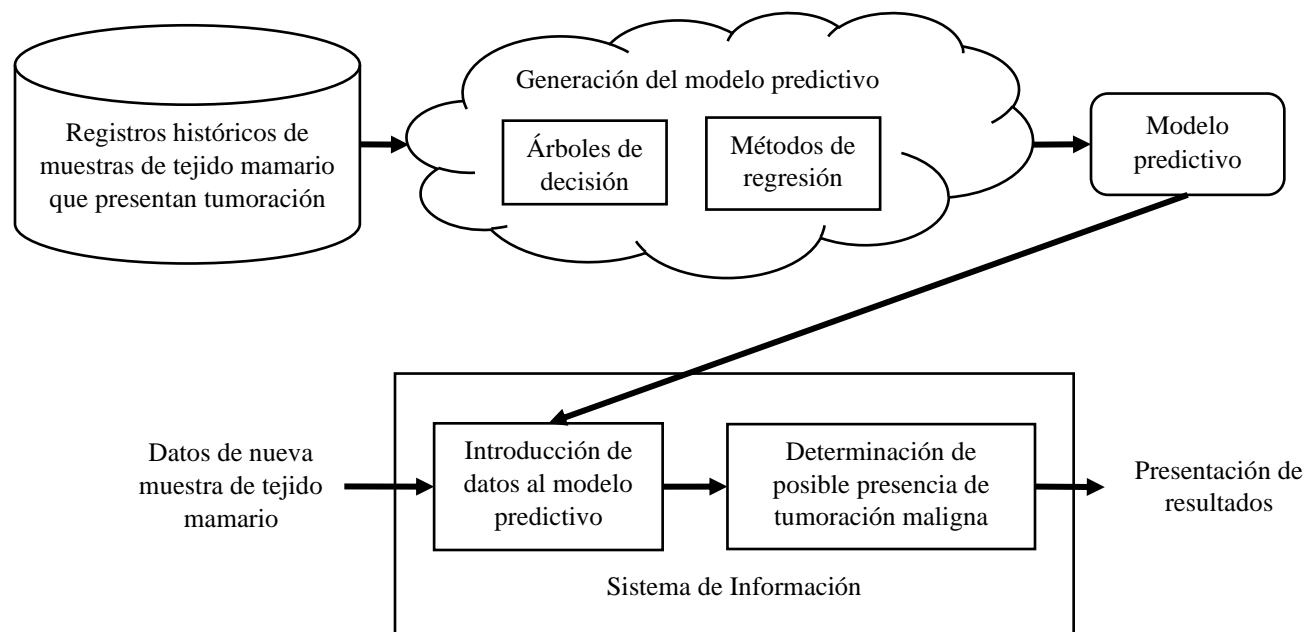 Registros históricos de
muestras de tejido mamario
que presentan tumoración
Generación del modelo predictivo
Árboles de
decisión
Métodos de
regresión
Modelo
predictivo
Datos de nueva
muestra de tejido
mamario
Introducción de
datos al modelo
predictivo
Determinación de
posible presencia de
tumoración maligna
Presentación de
resultados
Sistema de Información